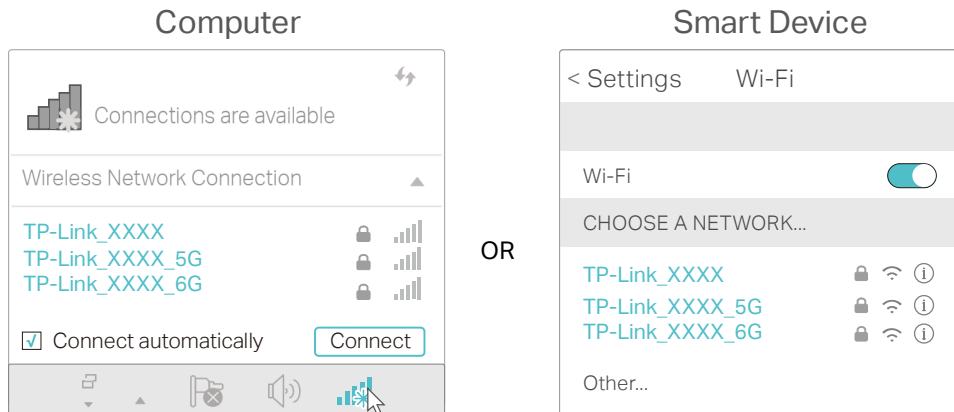 Computer
Connections are available
Wireless Network Connection
TP-Link_XXXX
TP-Link_XXXX_5G
TP-Link_XXXX_6G
Connect automatically
Connect
OR
Smart Device
< Settings Wi-Fi
Wi-Fi
CHOOSE A NETWORK...
TP-Link_XXXX
TP-Link_XXXX_5G
TP-Link_XXXX_6G
Other...